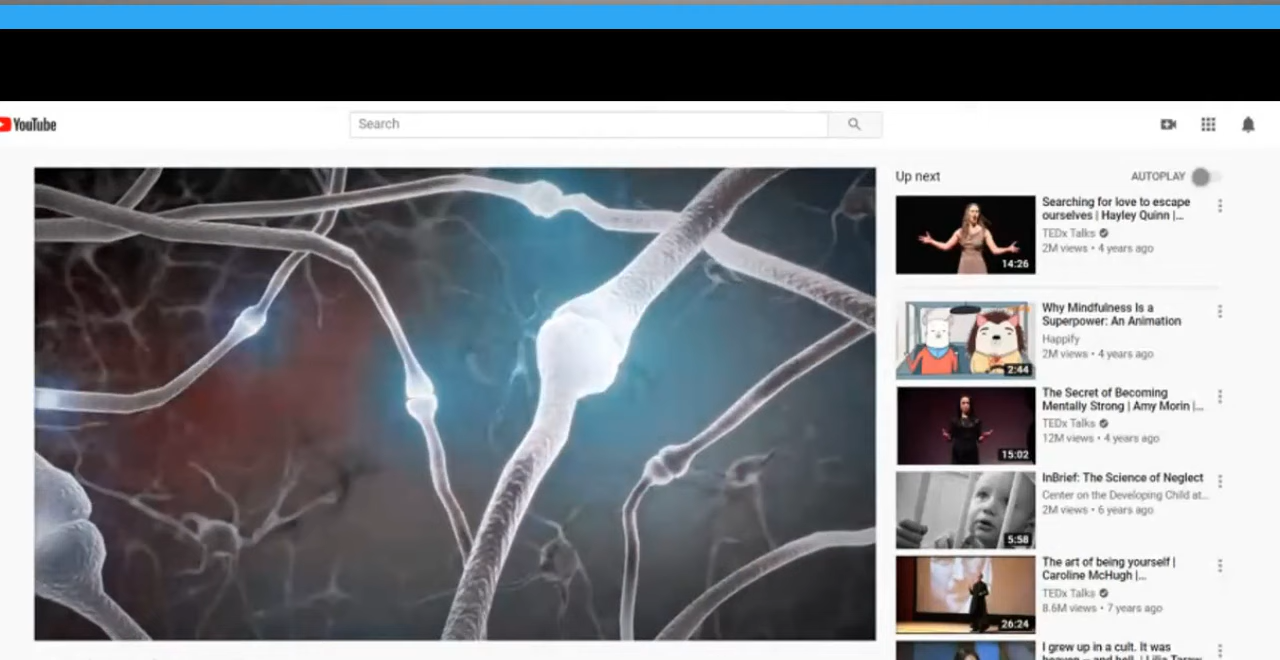 YouTube
Search
Up next
AUTOPLAY
Searching for love to escape
ourselves | Hayley Quinn |...
TEDx Talks
2M views • 4 years ago
14:26
Why Mindfulness Is a
Superpower: An Animation
Happify
2M views • 4 years ago
2:44
The Secret of Becoming
Mentally Strong | Amy Morin |...
TEDx Talks
12M views • 4 years ago
15:02
InBrief: The Science of Neglect
Center on the Developing Child at...
2M views • 6 years ago
5:58
The art of being yourself |
Caroline McHugh |...
TEDx Talks
8.6M views • 7 years ago
26:24
I grew up in a cult. It was